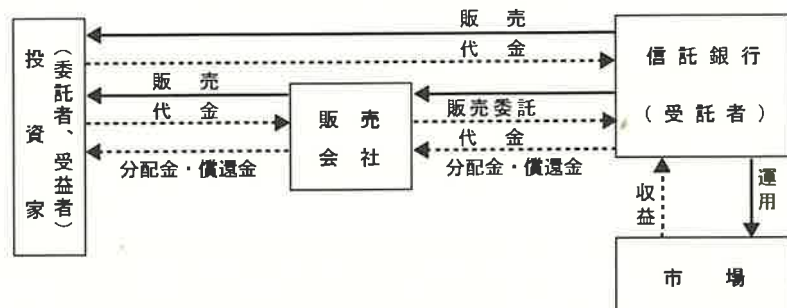 投資家
（委託者、受益者）
販売
代金
販売
代金
分配金・償還金
販売
会社
販売委託
代金
分配金・償還金
信託銀行
（受託者）
収益
運用
市場